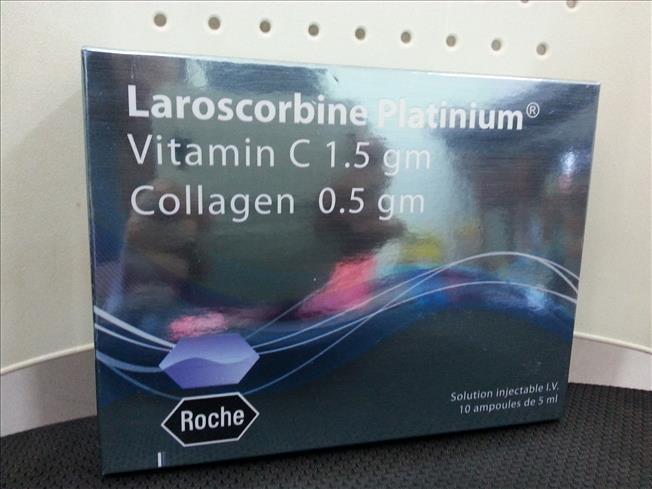 Laroscorbine Platinium®
Vitamin C 1.5 gm
Collagen 0.5 gm
Solution injectable I.V.
10 ampoules de 5 ml
Roche